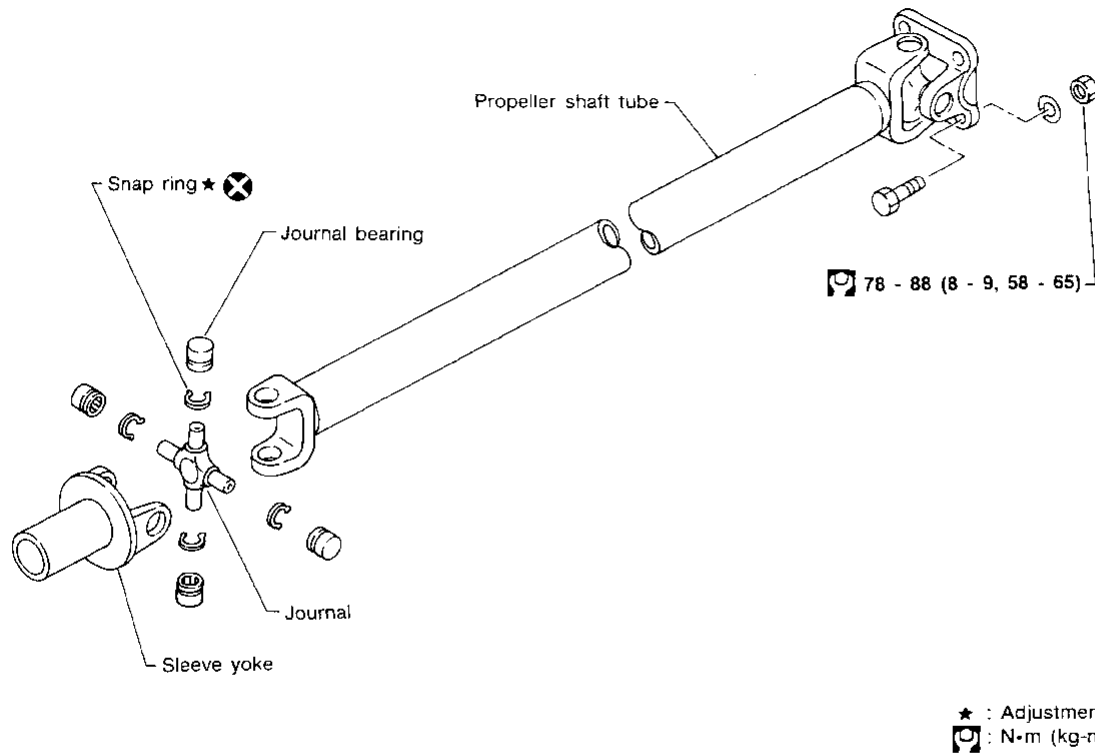 Propeller shaft tube
Snap ring ★
Journal bearing
78 - 88 (8 - 9, 58 - 65)
Journal
Sleeve yoke
★ : Adjustmen
: N•m (kg-m